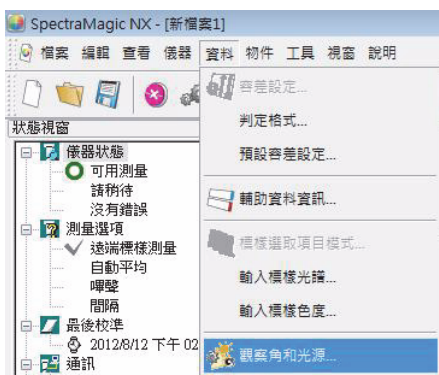 SpectraMagic NX - [新檔案1]
檔案 編輯 查看 儀器 資料 物件 工具 視窗 說明
容差設定...
判定格式...
預設容差設定...
輔助資料資訊...
標樣選取項目模式...
輸入標樣光譜...
輸入標樣色度...
觀察角和光源...
狀態視窗
儀器狀態
可用測量
請稍待
沒有錯誤
測量選項
遠端標樣測量
自動平均
嗶聲
間隔
最後校準
2012/8/12 下午 02
通訊